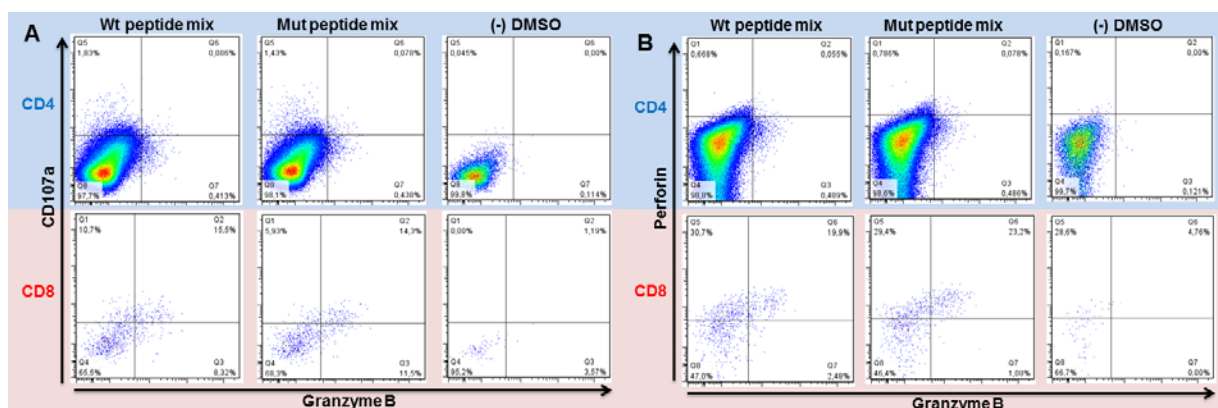 A
Wt peptide mix
Mut peptide mix
(-) DMSO
CD107a
CD4
Q5
1,83%
Q6
0,086%
Q8
97,7%
Q7
0,413%
Q5
1,43%
Q6
0,078%
Q8
98,1%
Q7
0,438%
Q5
0,045%
Q6
0,00%
Q8
99,8%
Q7
0,114%
CD8
Q1
10,7%
Q2
15,5%
Q4
65,5%
Q3
8,32%
Q1
5,93%
Q2
14,3%
Q4
68,3%
Q3
11,5%
Q1
0,00%
Q2
1,19%
Q4
95,2%
Q3
3,57%
Granzyme B
B
Wt peptide mix
Mut peptide mix
(-) DMSO
Perforin
CD4
Q1
0,668%
Q2
0,055%
Q4
98,8%
Q3
0,489%
Q1
0,786%
Q2
0,078%
Q4
98,6%
Q3
0,486%
Q1
0,167%
Q2
0,00%
Q4
99,7%
Q3
0,121%
CD8
Q5
30,7%
Q6
19,9%
Q8
47,0%
Q7
2,48%
Q5
29,4%
Q6
23,2%
Q8
46,4%
Q7
1,08%
Q5
28,6%
Q6
4,76%
Q8
66,7%
Q7
0,00%
Granzyme B